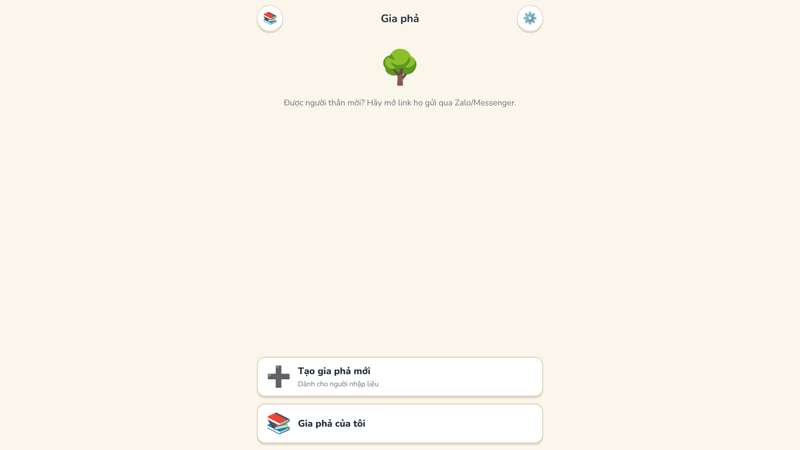 Gia phả
Được người thân mời? Hãy mở link họ gửi qua Zalo/Messenger.
Tạo gia phả mới
Dành cho người nhập liệu
Gia phả của tôi